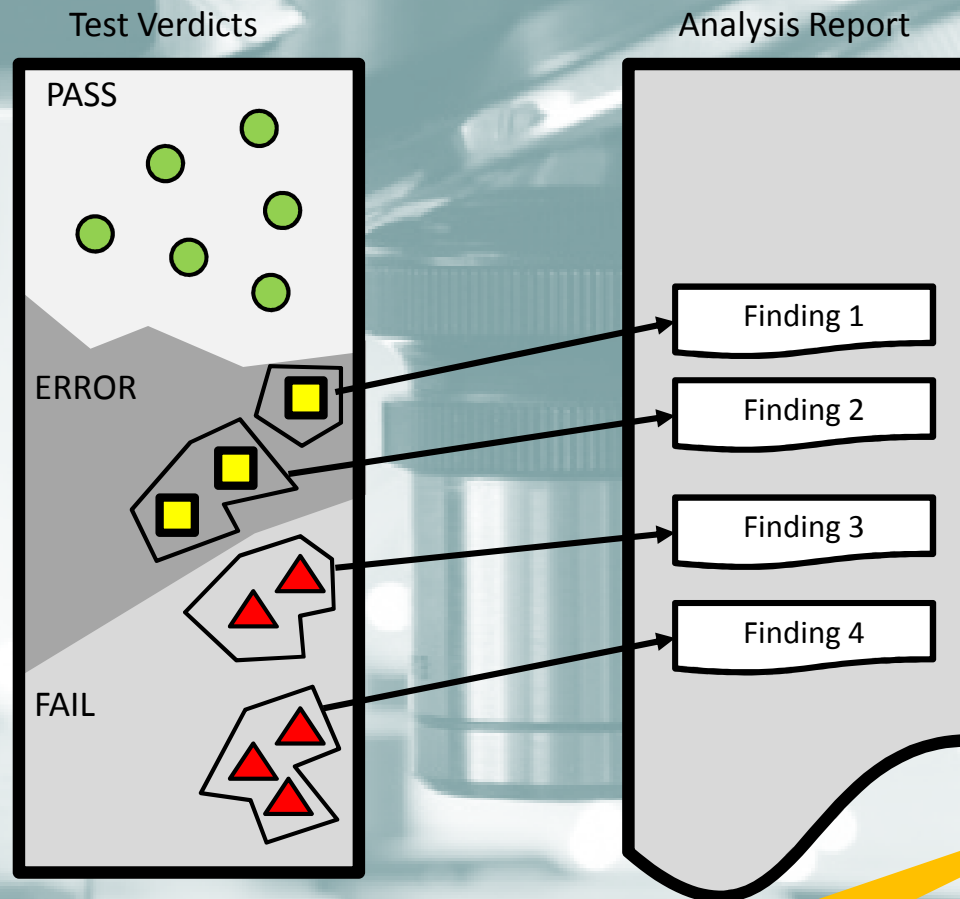 Test Verdicts
Analysis Report
PASS
ERROR
FAIL
Finding 1
Finding 2
Finding 3
Finding 4